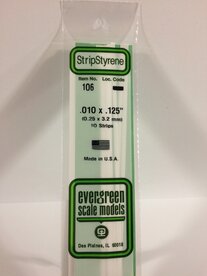 StripStyrene
Item No. Loc. Code
106
.010 x .125"
(0.25 x 3.2 mm)
10 Strips
Made in U.S.A.
evergreen
scale models
Des Plaines, IL 60018